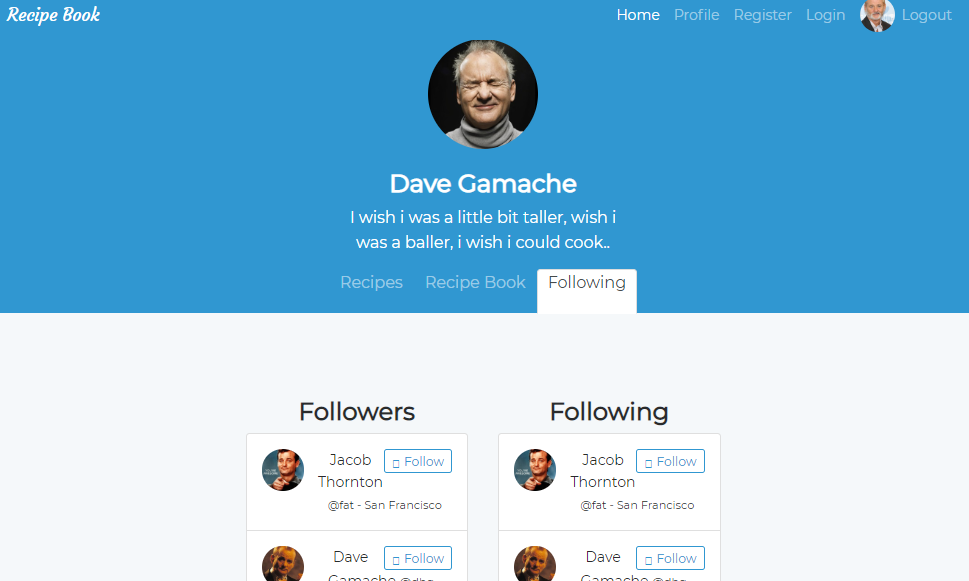 Recipe Book
Home Profile Register Login Logout
Dave Gamache
I wish i was a little bit taller, wish i
was a baller, i wish i could cook..
Recipes Recipe Book Following
Followers
Jacob Follow
Thornton
@fat - San Francisco
Dave Follow
Gamache @dhg
Following
Jacob Follow
Thornton
@fat - San Francisco
Dave Follow
Gamache @dhg